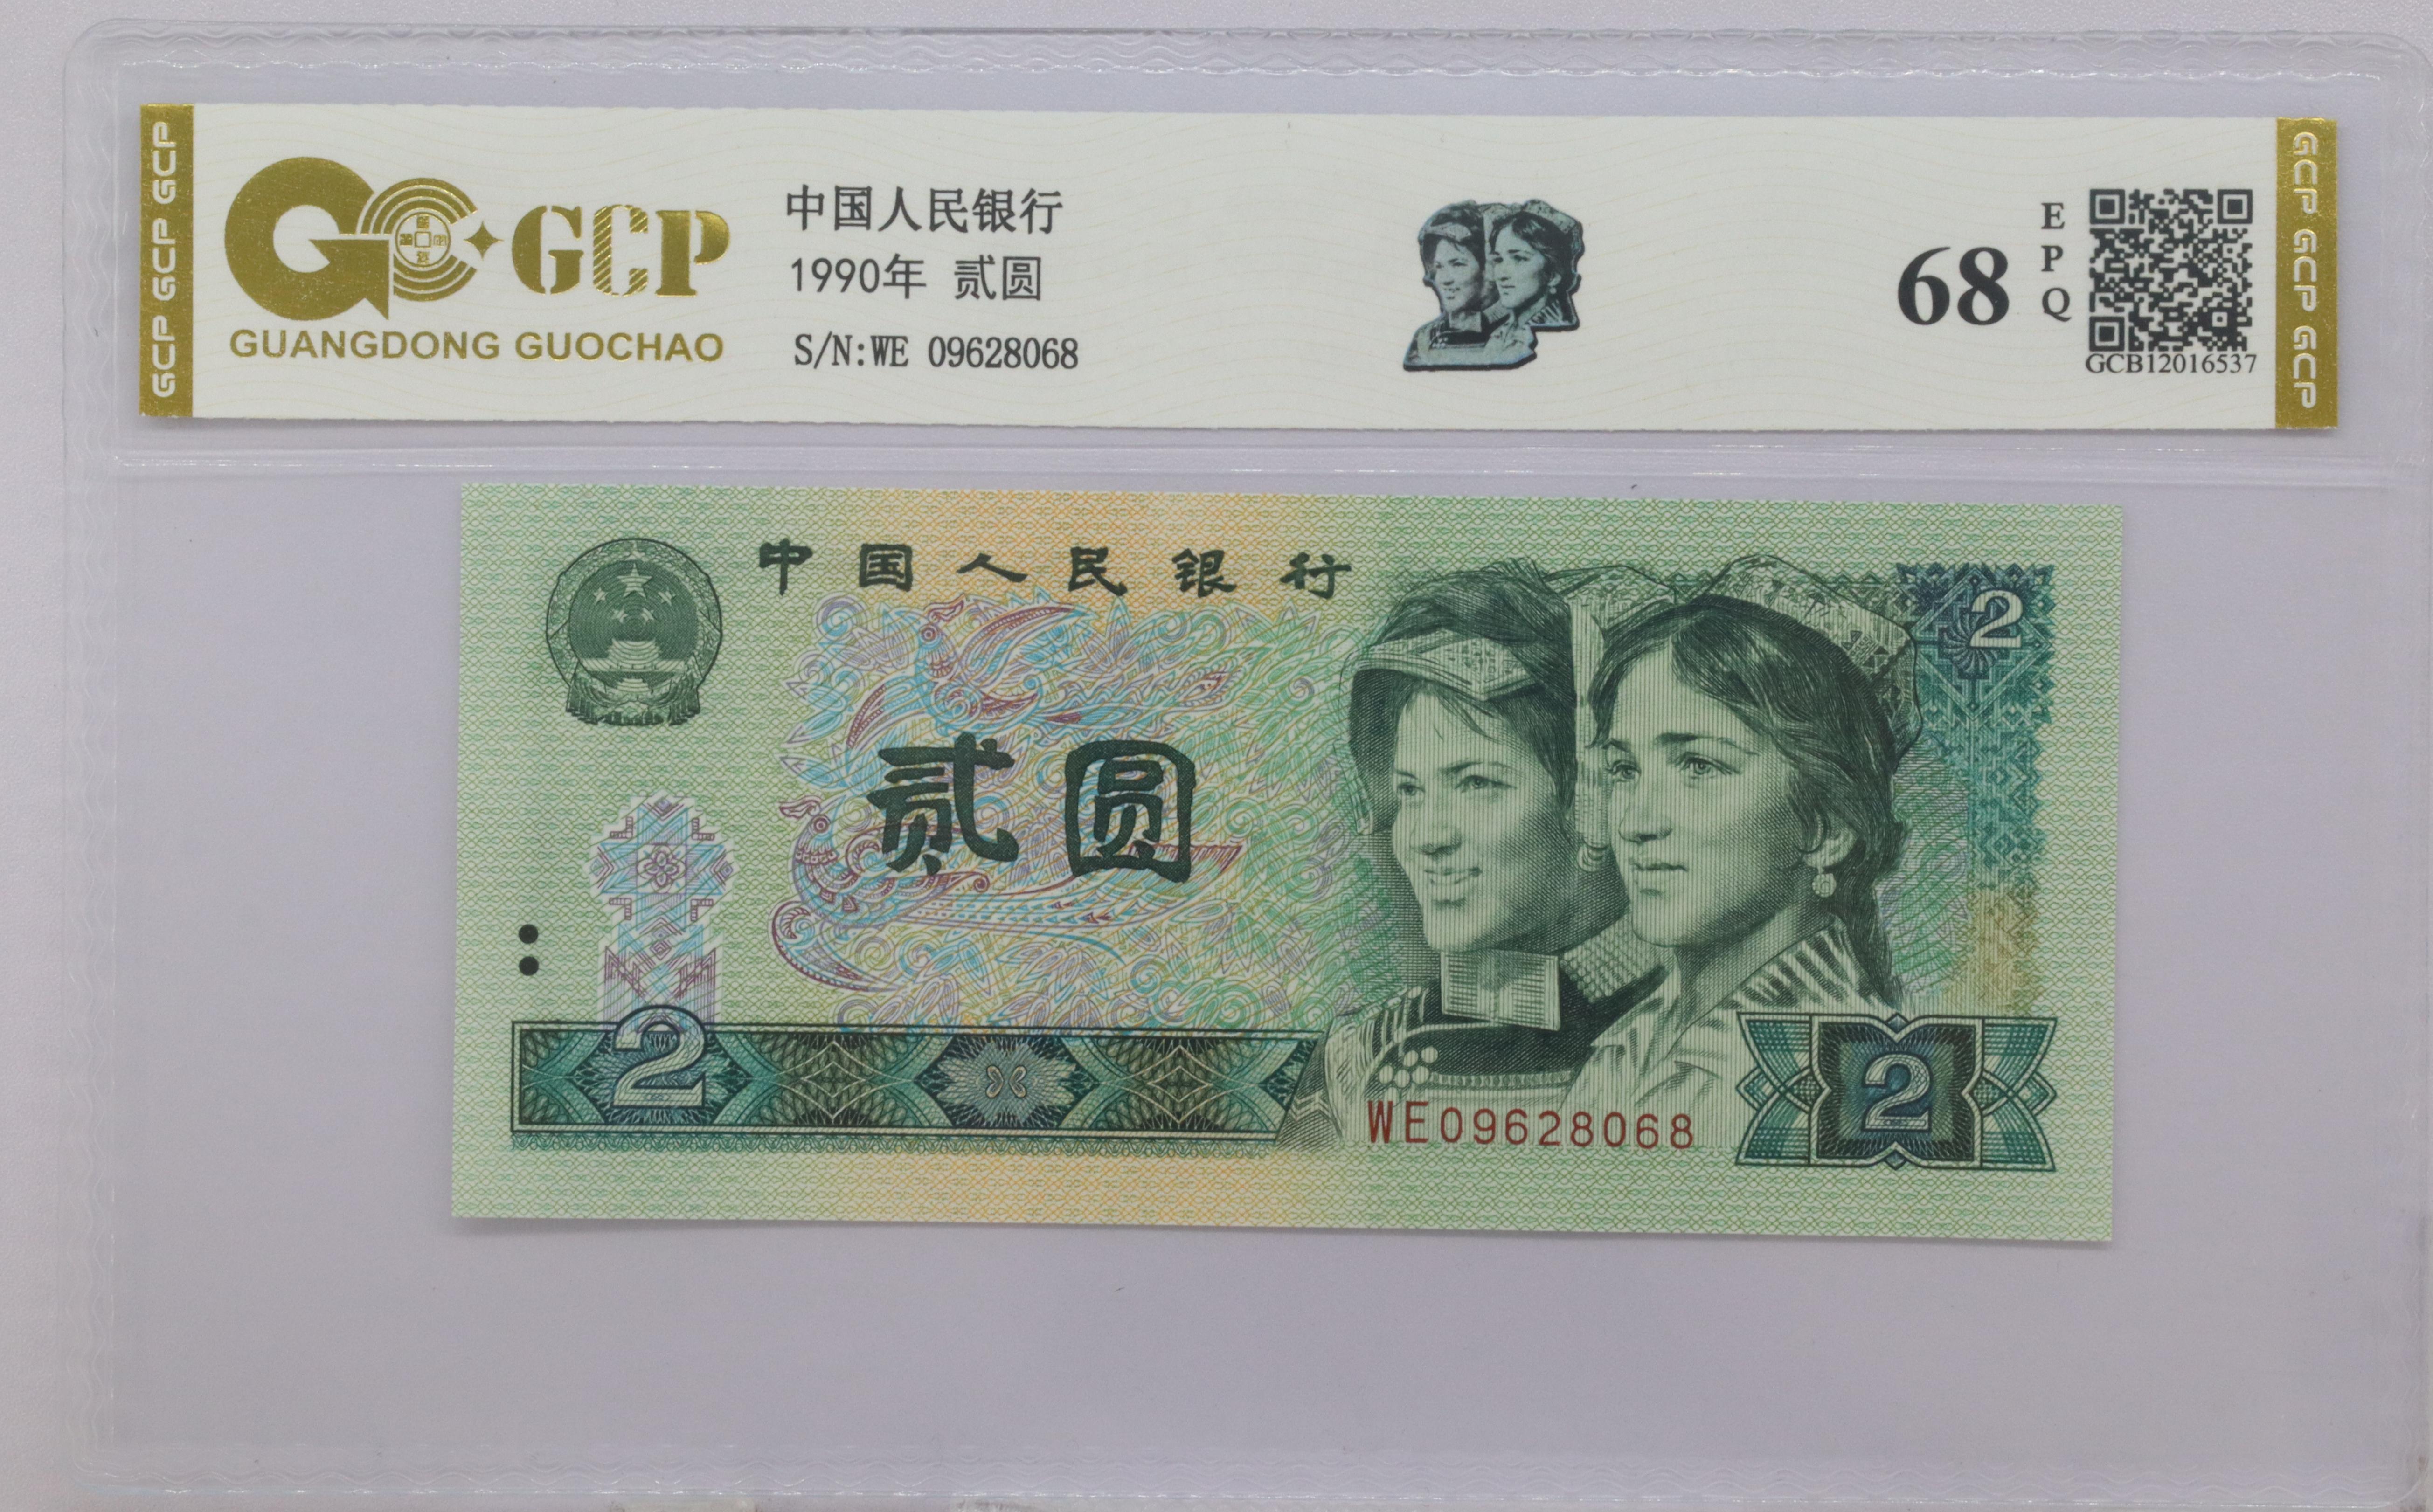 GCP GCP GCP
GCP
GUANGDONG GUOCHAO
中国人民银行
1990年 贰圆
S/N:WE 09628068
68
EPQ
GCB12016537
GCP GCP GCP
中国人民银行
2
贰圆
2
WE09628068
2